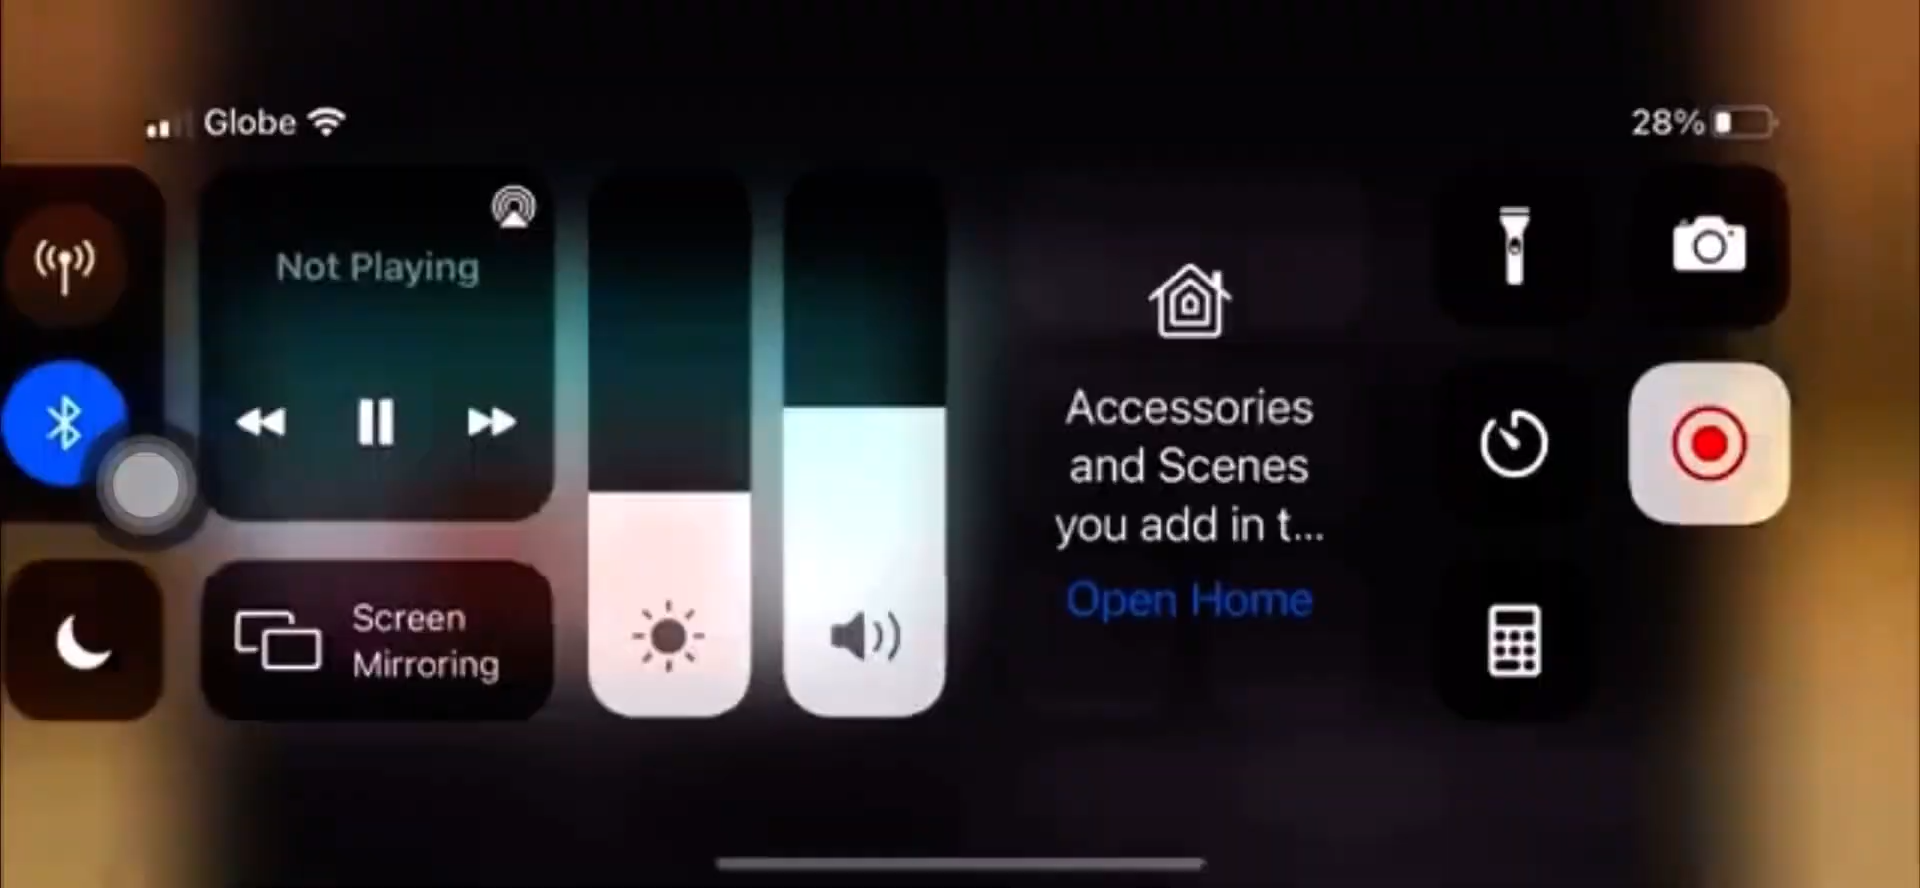 Globe
28%
Not Playing
Screen
Mirroring
Accessories
and Scenes
you add in t...
Open Home